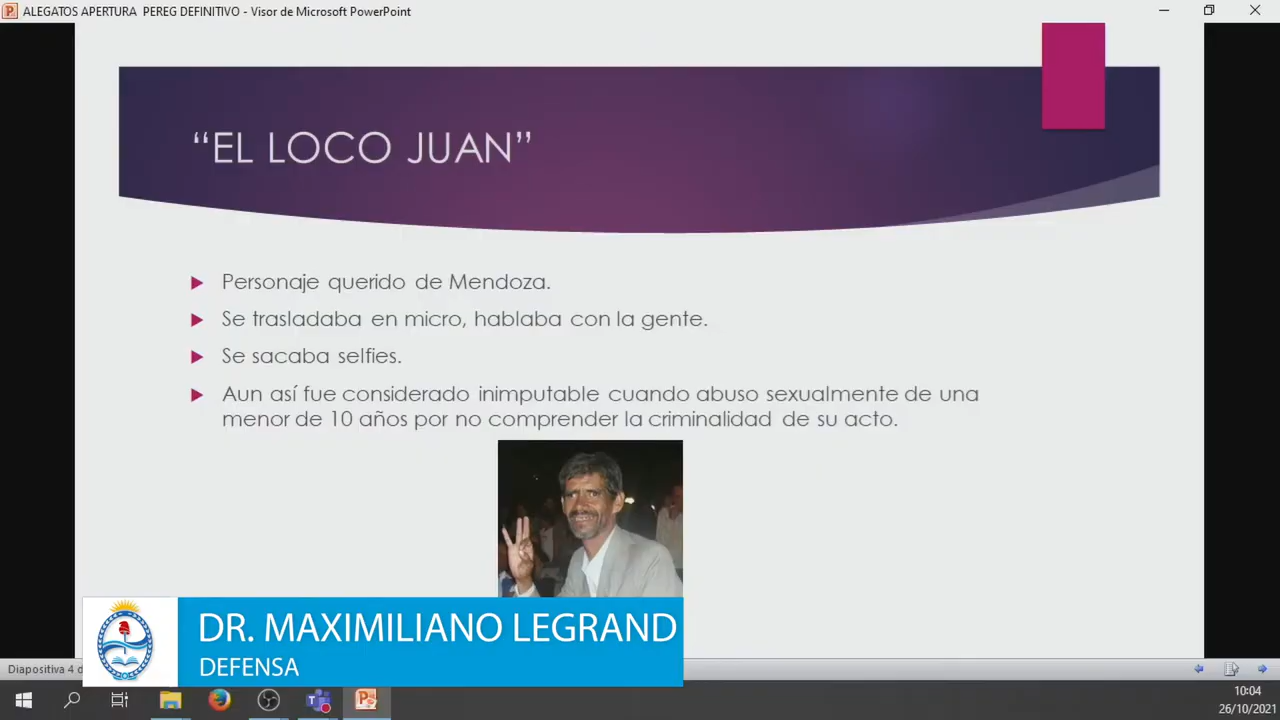 ALEGATOS APERTURA PEREG DEFINITIVO - Visor de Microsoft PowerPoint
“EL LOCO JUAN”
Personaje querido de Mendoza.
Se trasladaba en micro, hablaba con la gente.
Se sacaba selfies.
Aun así fue considerado inimputable cuando abuso sexualmente de una
menor de 10 años por no comprender la criminalidad de su acto.
DR. MAXIMILIANO LEGRAND
DEFENSA
Diapositiva 4 d
10:04
26/10/2021